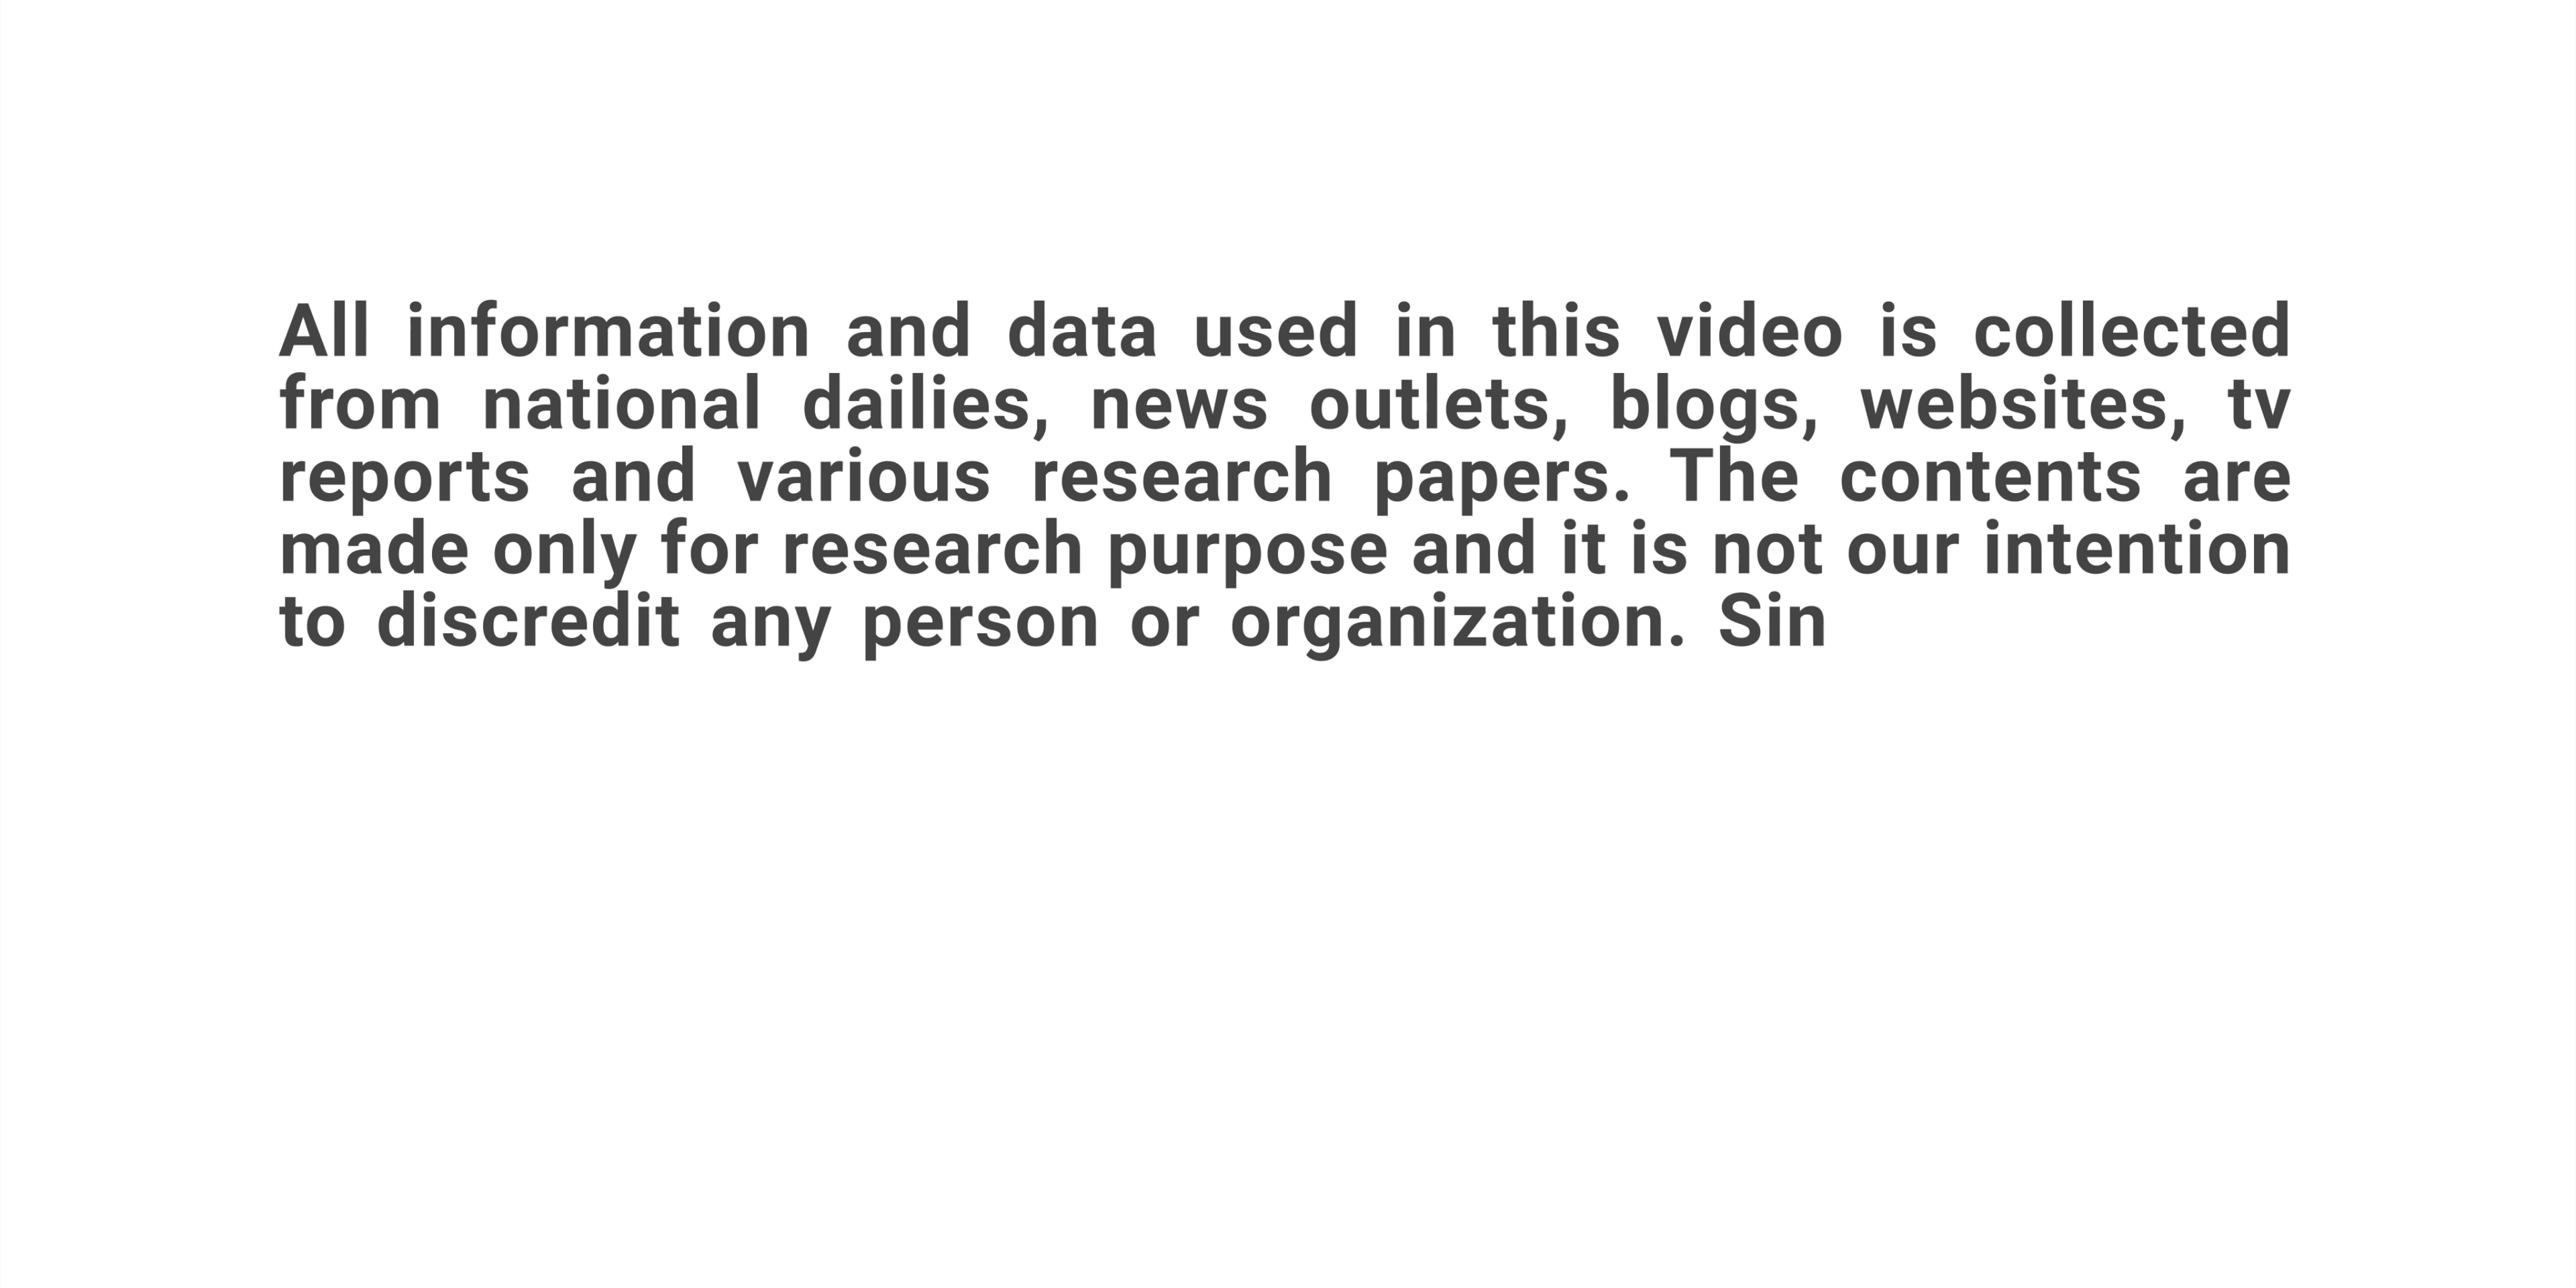 All information and data used in this video is collected
from national dailies, news outlets, blogs, websites, tv
reports and various research papers. The contents are
made only for research purpose and it is not our intention
to discredit any person or organization. Sin